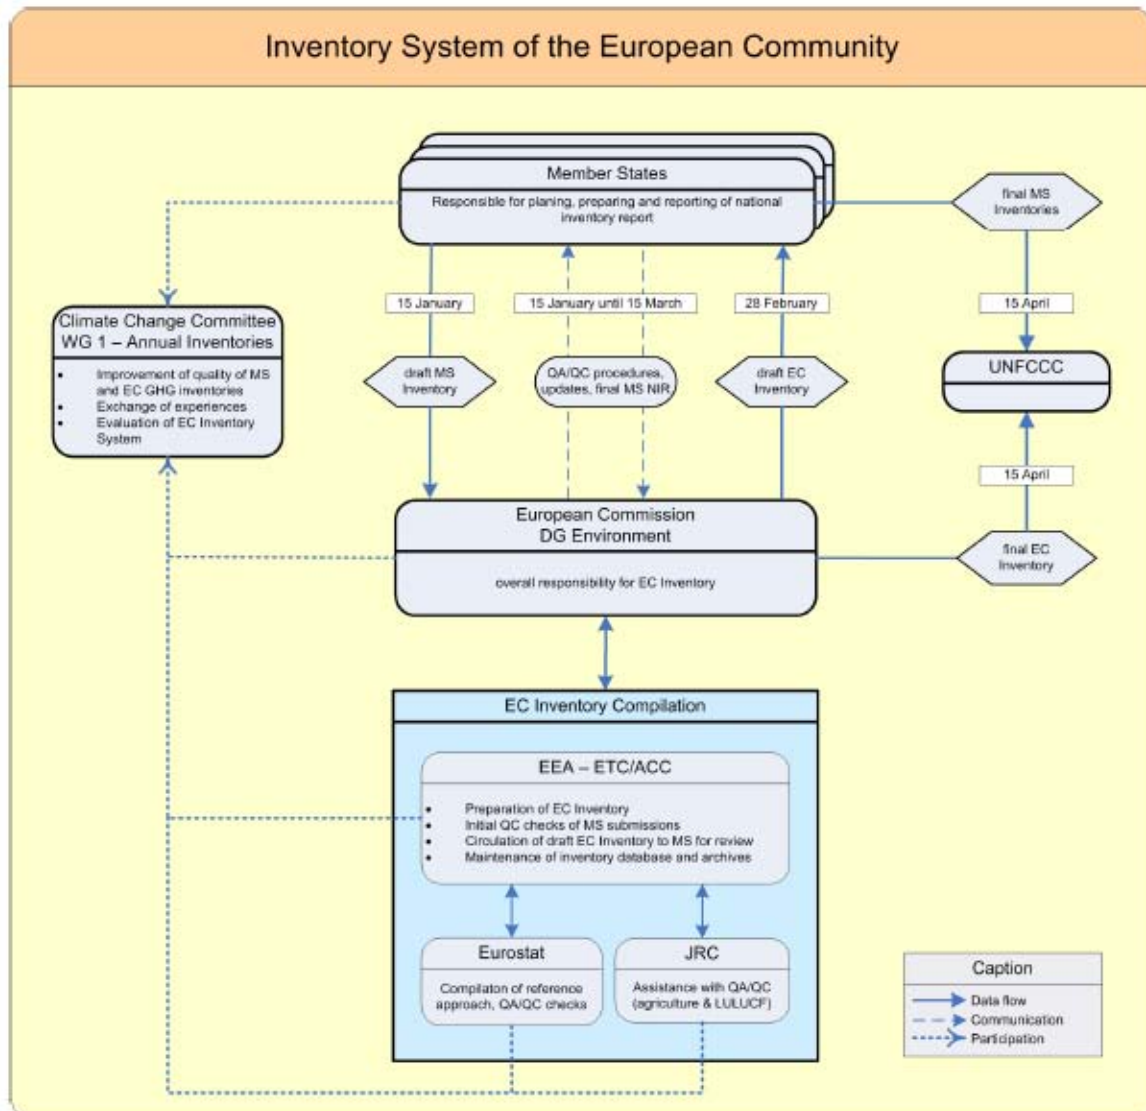 Inventory System of the European Community
Member States
Responsible for planing, preparing and reporting of national
inventory report
final MS
Inventories
15 January
15 January until 15 March
28 February
15 April
Climate Change Committee
WG 1 – Annual Inventories
• Improvement of quality of MS
and EC GHG inventories
• Exchange of experiences
• Evaluation of EC Inventory
System
draft MS
Inventory
QA/QC procedures,
updates, final MS NIR
draft EC
Inventory
UNFCCC
15 April
European Commission
DG Environment
overall responsibility for EC Inventory
final EC
Inventory
EC Inventory Compilation
EEA – ETC/ACC
• Preparation of EC Inventory
• Initial QC checks of MS submissions
• Circulation of draft EC Inventory to MS for review
• Maintenance of inventory database and archives
Eurostat
Compilaton of reference
approach, QA/QC checks
JRC
Assistance with QA/QC
(agriculture & LULUCF)
Caption
Data flow
Communication
Participation